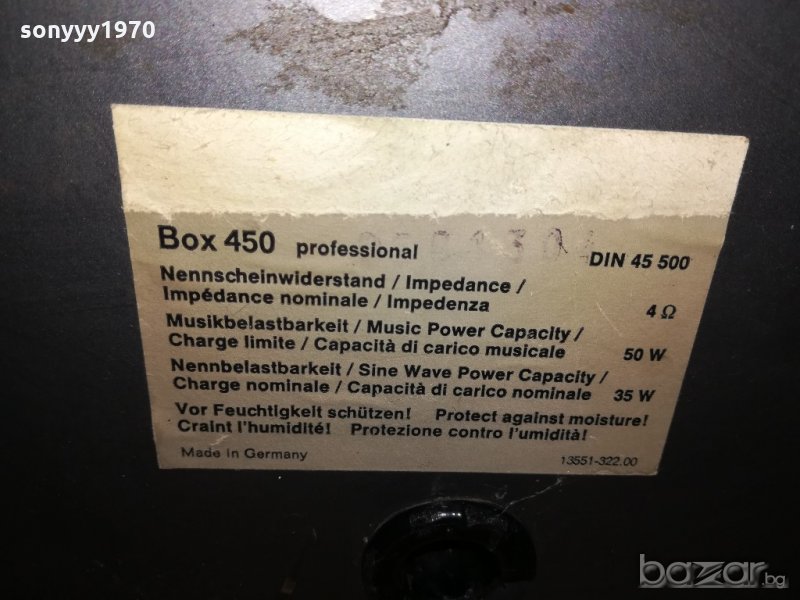 sonyyy1970
Box 450 professional DIN 45 500
Nennscheinwiderstand / Impedance /
Impédance nominale / Impedenza 4 Ω
Musikbelastbarkeit / Music Power Capacity /
Charge limite / Capacità di carico musicale 50 W
Nennbelastbarkeit / Sine Wave Power Capacity /
Charge nominale / Capacità di carico nominale 35 W
Vor Feuchtigkeit schützen! Protect against moisture!
Craint l'humidité! Protezione contro l'umidità!
Made in Germany 13551-322.00
bazar.bg